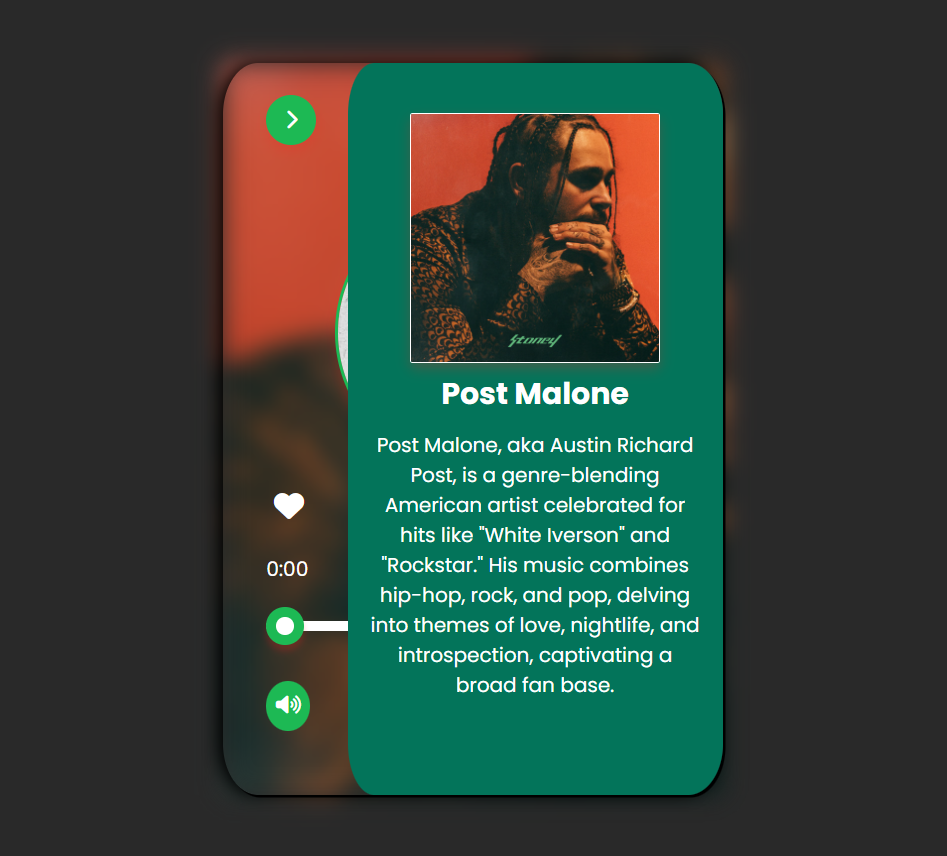 stoney
Post Malone
Post Malone, aka Austin Richard
Post, is a genre-blending
American artist celebrated for
hits like "White Iverson" and
"Rockstar." His music combines
hip-hop, rock, and pop, delving
into themes of love, nightlife, and
introspection, captivating a
broad fan base.
0:00